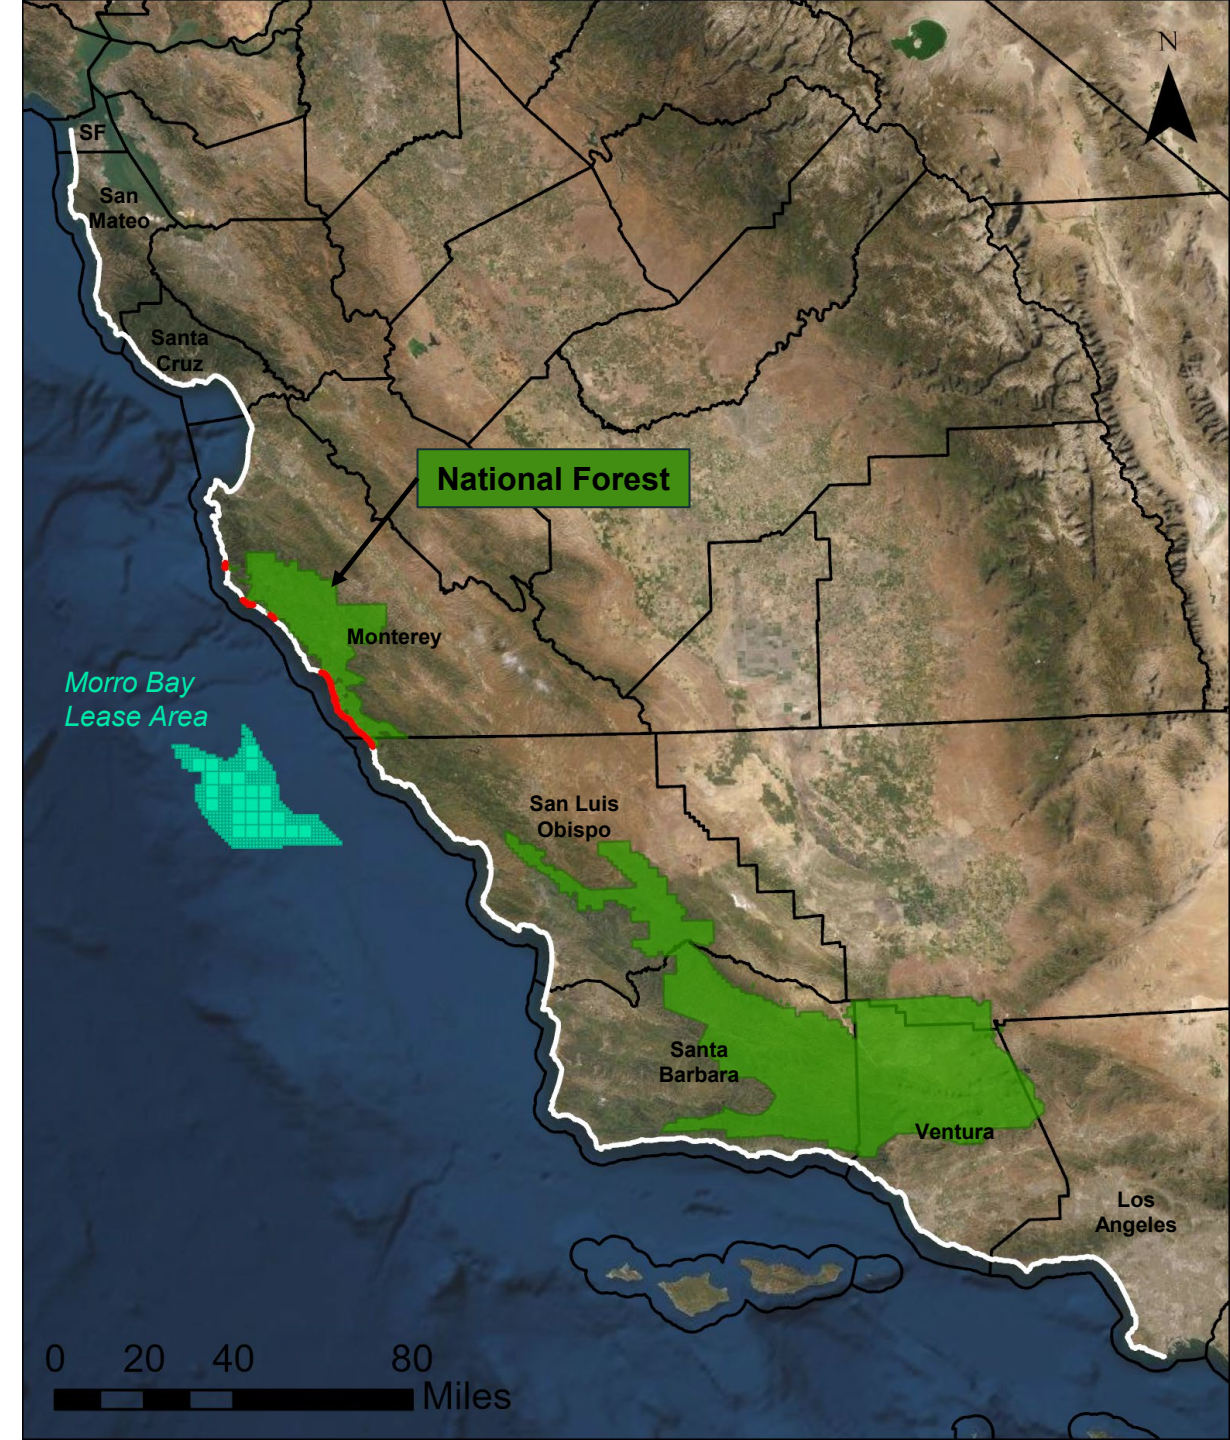 N
SF
San
Mateo
Santa
Cruz
National Forest
Monterey
Morro Bay
Lease Area
San Luis
Obispo
Santa
Barbara
Ventura
Los
Angeles
0 20 40 80
Miles